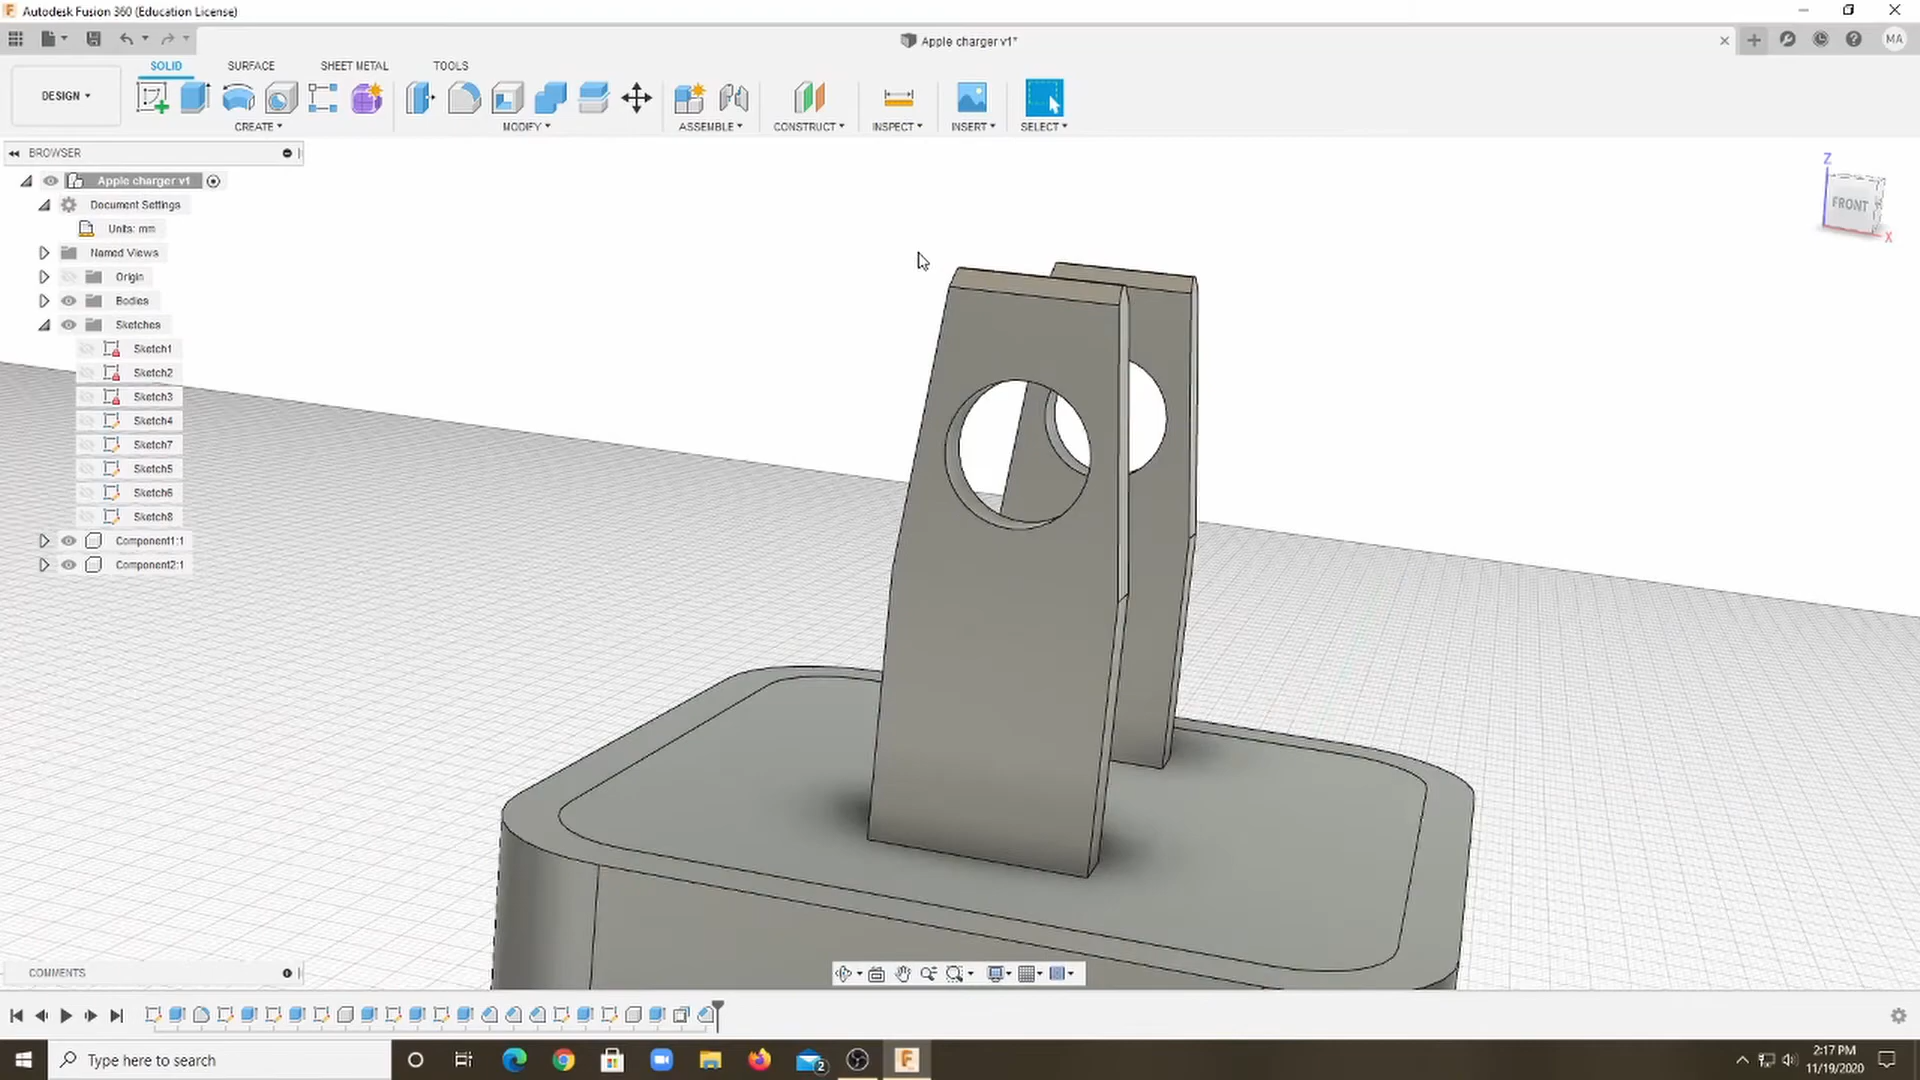 Autodesk Fusion 360 (Education License)
Apple charger v1*
MA
DESIGN
SOLID
SURFACE
SHEET METAL
TOOLS
CREATE
MODIFY
ASSEMBLE
CONSTRUCT
INSPECT
INSERT
SELECT
BROWSER
Apple charger v1
Document Settings
Units: mm
Named Views
Origin
Bodies
Sketches
Sketch1
Sketch2
Sketch3
Sketch4
Sketch7
Sketch5
Sketch6
Sketch8
Component1:1
Component2:1
Z
FRONT
X
COMMENTS
Type here to search
2
2:17 PM
11/19/2020